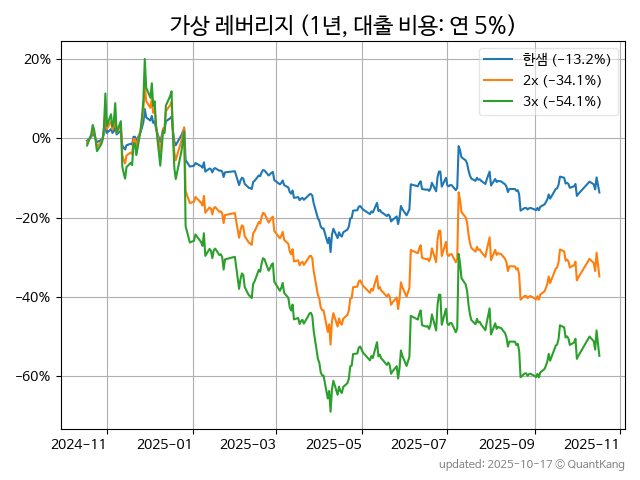 가상 레버리지 (1년, 대출 비용: 연 5%)
한샘 (−13.2%)
2x (−34.1%)
3x (−54.1%)
20%
0%
−20%
−40%
−60%
2024−11 2025−01 2025−03 2025−05 2025−07 2025−09 2025−11
updated: 2025-10-17 © QuantKang